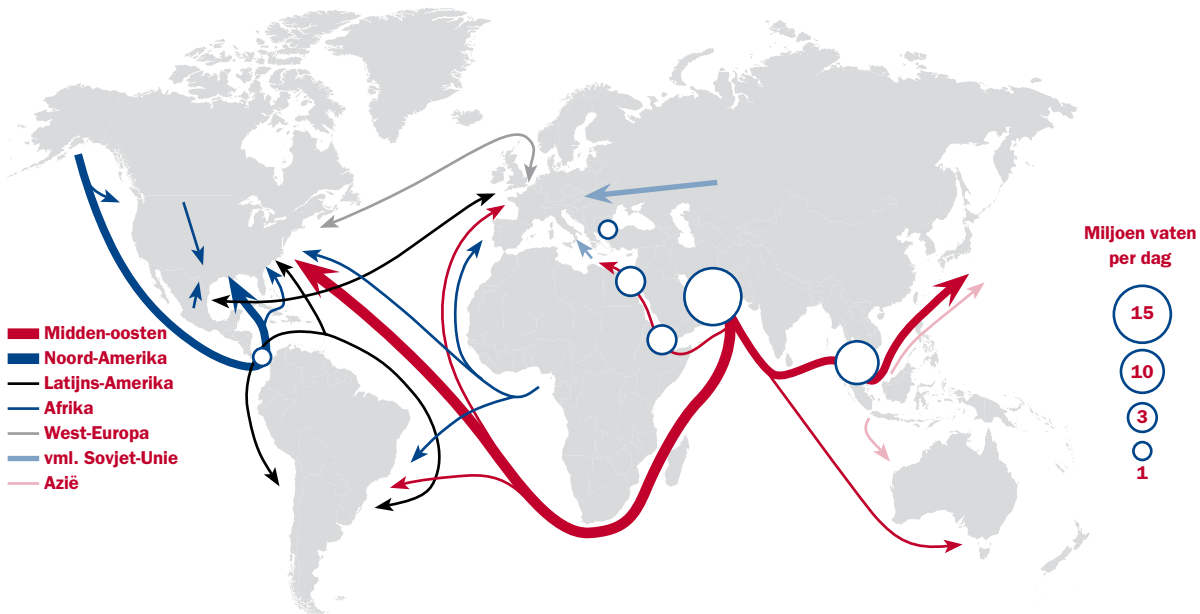 Midden-oosten
Noord-Amerika
Latijns-Amerika
Afrika
West-Europa
vml. Sovjet-Unie
Azië
Miljoen vaten
per dag
15
10
3
1